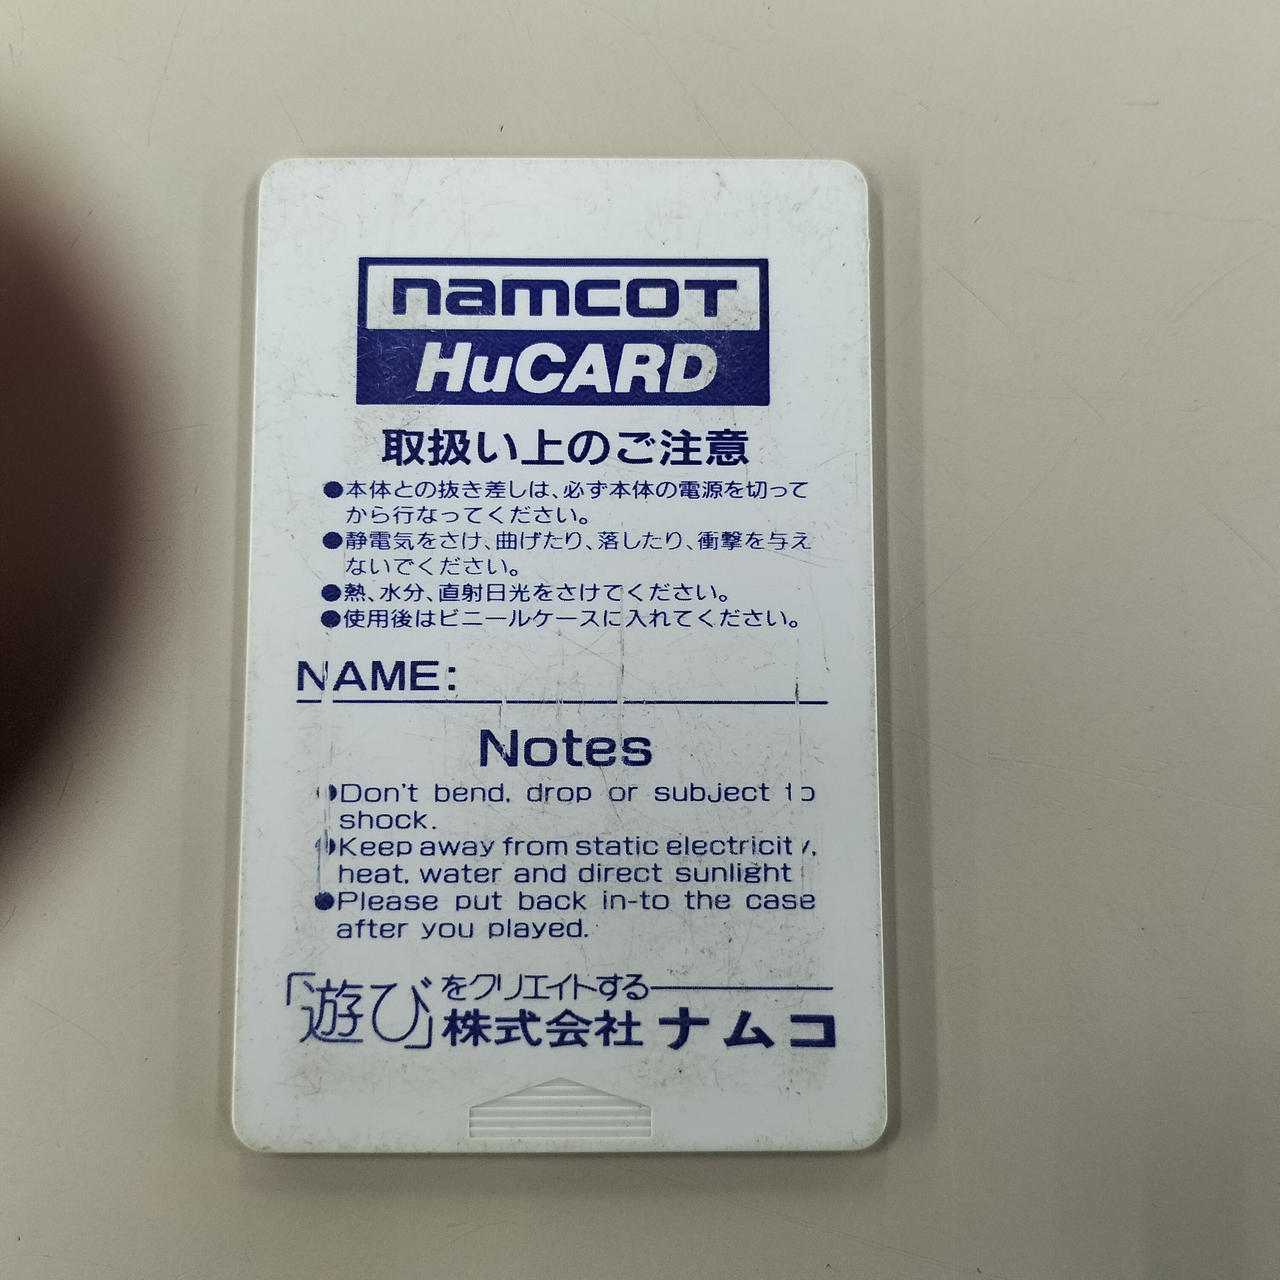 namcoT
HuCARD
取扱い上のご注意
●本体との抜き差しは、必ず本体の電源を切って
から行なってください。
●静電気をさけ、曲げたり、落したり、衝撃を与え
ないでください。
●熱、水分、直射日光をさけてください。
●使用後はビニールケースに入れてください。
NAME:
Notes
●Don't bend, drop or subject to
shock.
●Keep away from static electricity,
heat, water and direct sunlight
●Please put back in-to the case
after you played.
「遊び」をクリエイトする
株式会社ナムコ